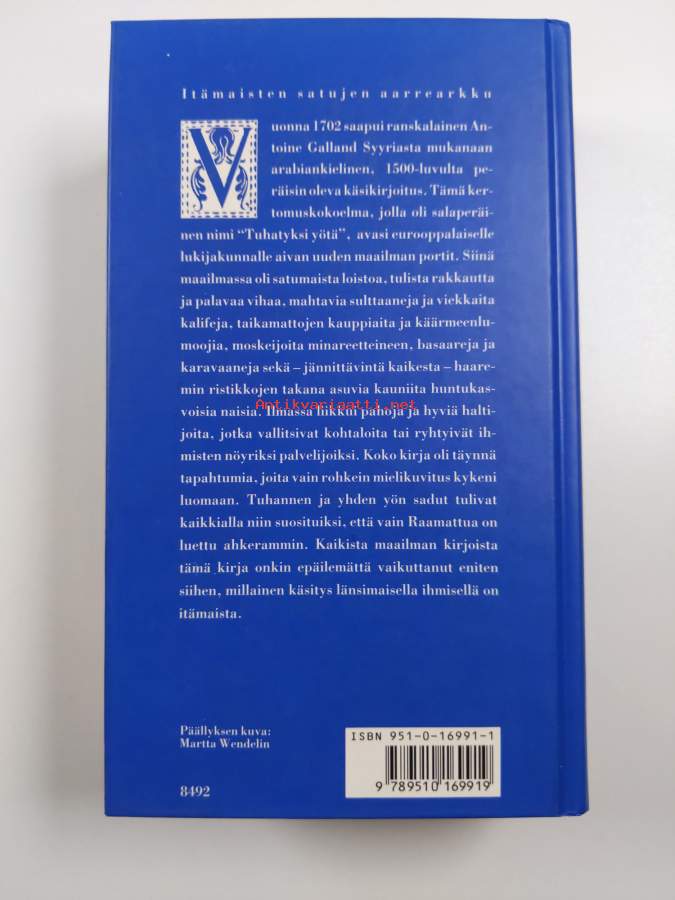 Itämaisten satujen aarrearkku
Vuonna 1702 saapui ranskalainen An-
toine Galland Syyriasta mukanaan
arabiankielinen, 1500-luvulta pe-
räisin oleva käsikirjoitus. Tämä ker-
tomuskokoelma, jolla oli salaperäi-
nen nimi “Tuhatyksi yötä”, avasi eurooppalaiselle
lukijakunnalle aivan uuden maailman portit. Siinä
maailmassa oli satumaista loistoa, tulista rakkautta
ja palavaa vihaa, mahtavia sulttaaneja ja viekkaita
kalifeja, taikamattojen kauppiaita ja käärmeenlu-
moojia, moskeijoita minareetteineen, basaareja ja
karavaaneja sekä – jännittävintä kaikesta – haare-
min ristikkojen takana asuvia kauniita huntukas-
voisia naisia. Ilmassa liikkui pahoja ja hyviä halti-
Antikvariaatti.net
joita, jotka vallitsivat kohtaloita tai ryhtyivät ih-
misten nöyriksi palvelijoiksi. Koko kirja oli täynnä
tapahtumia, joita vain rohkein mielikuvitus kykeni
luomaan. Tuhannen ja yhden yön sadut tulivat
kaikkialla niin suosituiksi, että vain Raamattua on
luettu ahkerammin. Kaikista maailman kirjoista
tämä kirja onkin epäilemättä vaikuttanut eniten
siihen, millainen käsitys länsimaisella ihmisellä on
itämaista.
Päällyksen kuva:
Martta Wendelin
8492
ISBN 951-0-16991-1
9 789510 169919